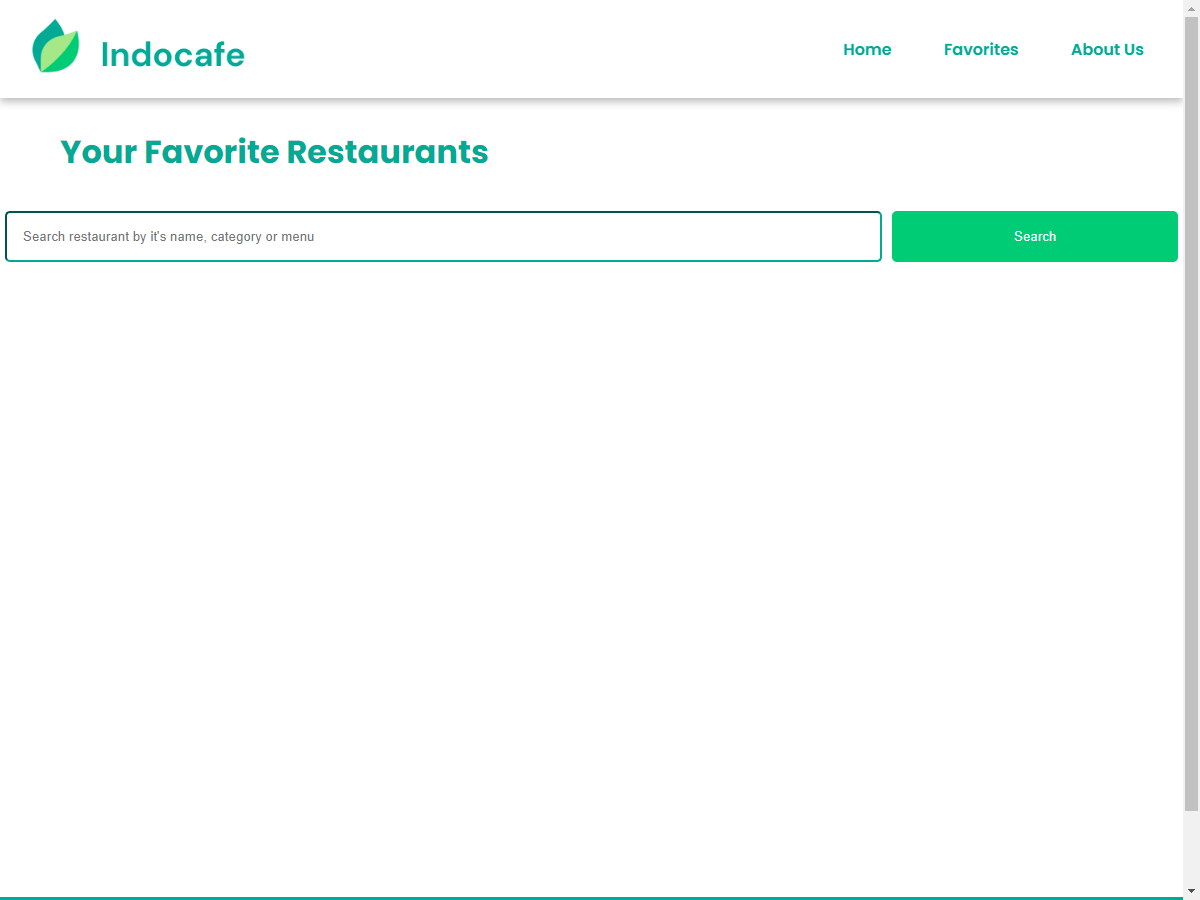 Indocafe
Home
Favorites
About Us
Your Favorite Restaurants
Search restaurant by it's name, category or menu
Search